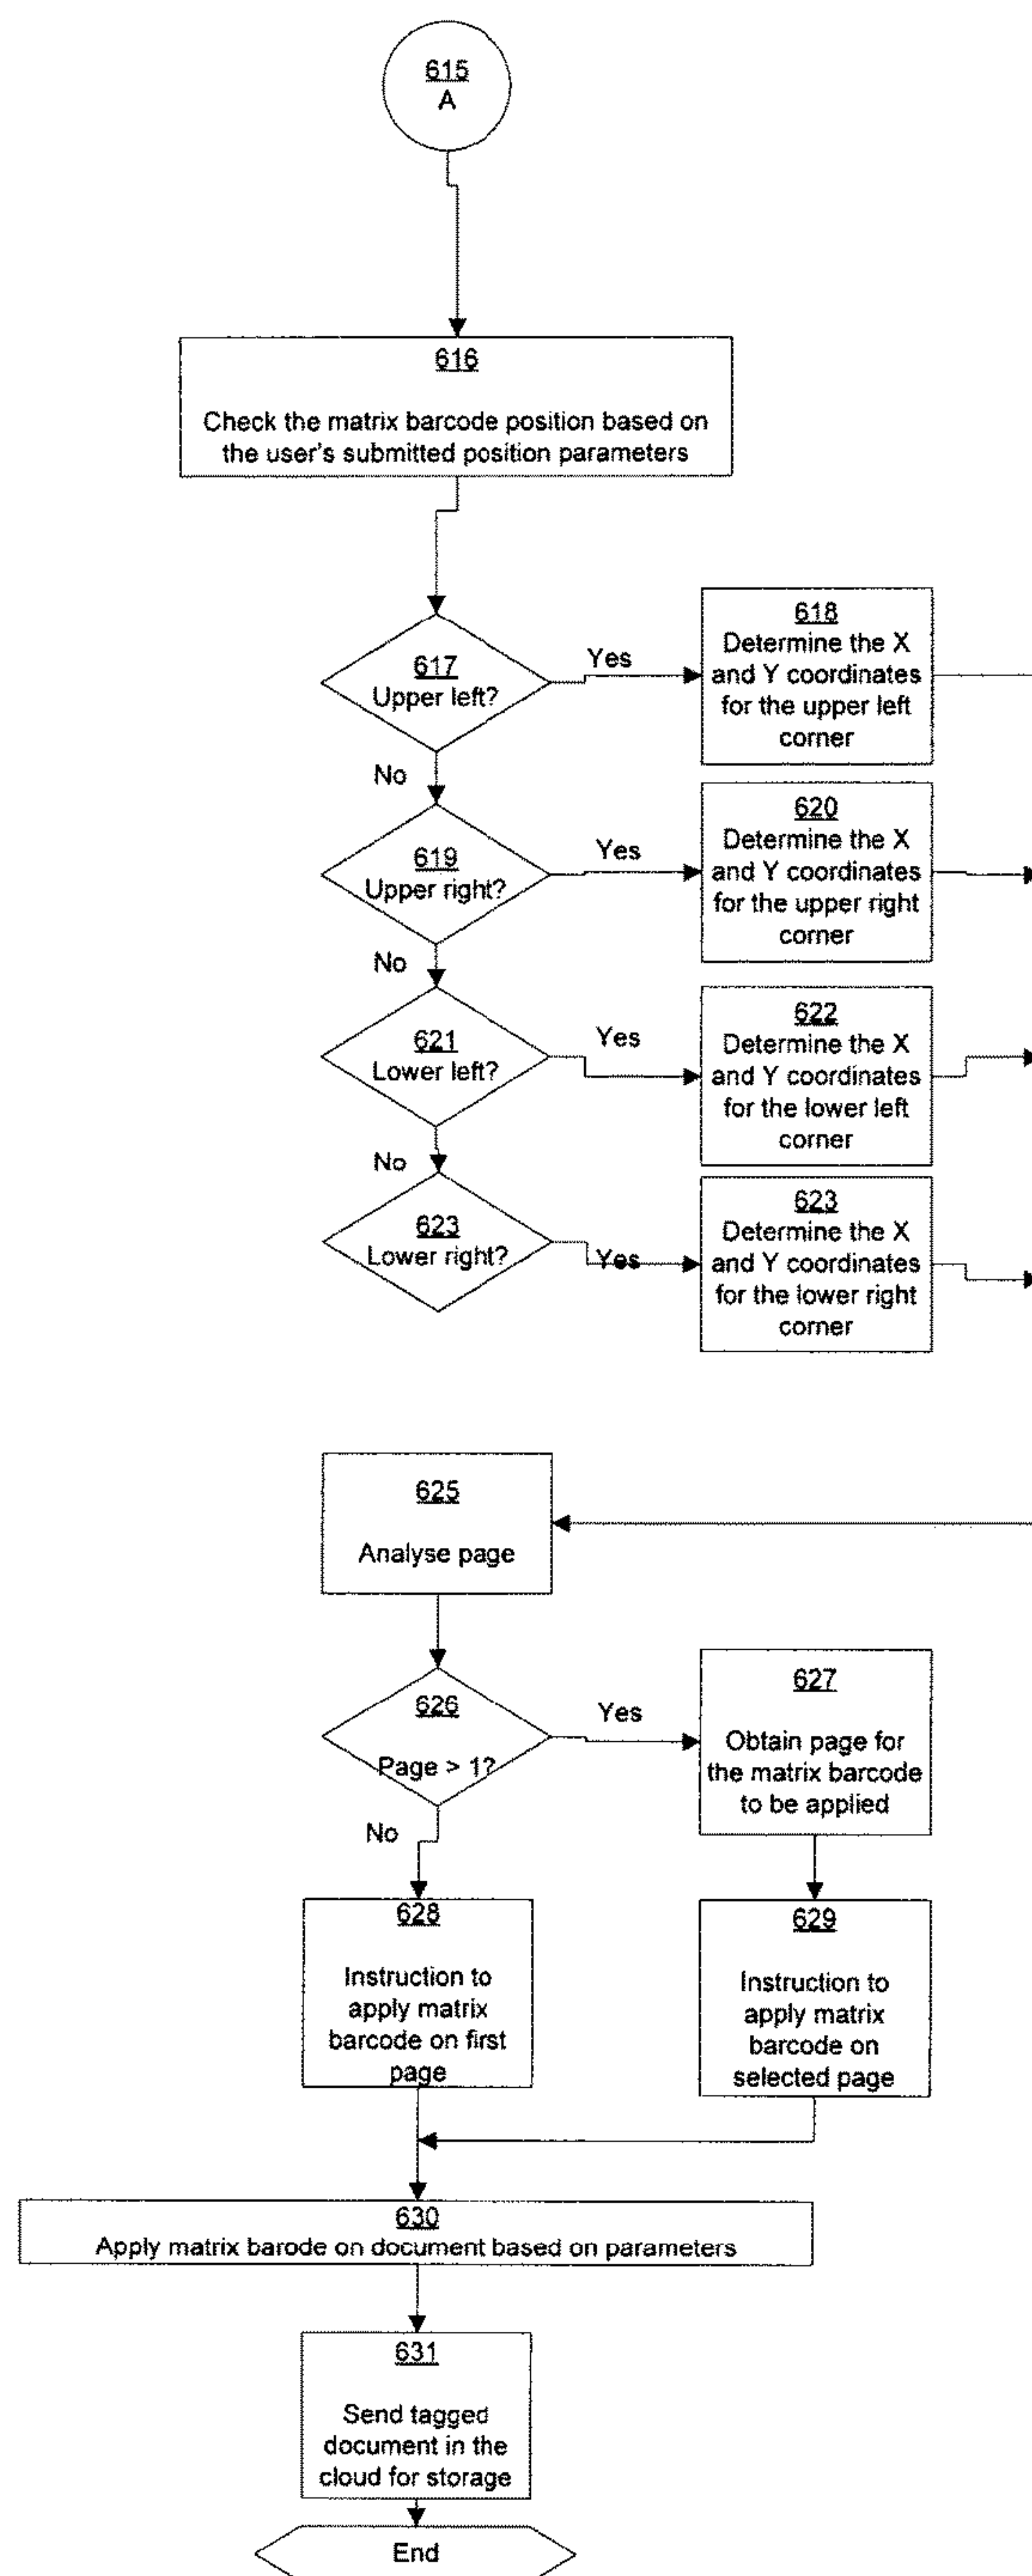 615
A
616
Check the matrix barcode position based on
the user's submitted position parameters
617
Upper left?
Yes
618
Determine the X
and Y coordinates
for the upper left
corner
No
619
Upper right?
Yes
620
Determine the X
and Y coordinates
for the upper right
corner
No
621
Lower left?
Yes
622
Determine the X
and Y coordinates
for the lower left
corner
No
623
Lower right?
Yes
623
Determine the X
and Y coordinates
for the lower right
corner
625
Analyse page
626
Page > 1?
Yes
627
Obtain page for
the matrix barcode
to be applied
No
628
Instruction to
apply matrix
barcode on first
page
629
Instruction to
apply matrix
barcode on
selected page
630
Apply matrix barode on document based on parameters
631
Send tagged
document in the
cloud for storage
End